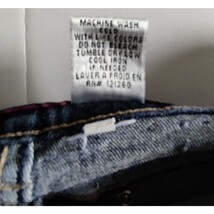 MACHINE WASH
COLD
WITH LIKE COLORS
DO NOT BLEACH
TUMBLE DRY LOW
COOL IRON
IF NEEDED
LAVER A FROID, EN
RN# 121260